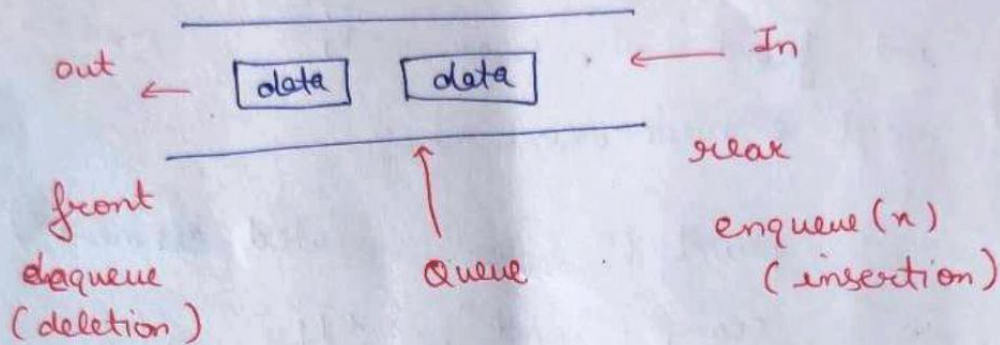 out
data
data
In
front
rear
dequeue
Queue
enqueue (x)
(deletion)
(insertion)